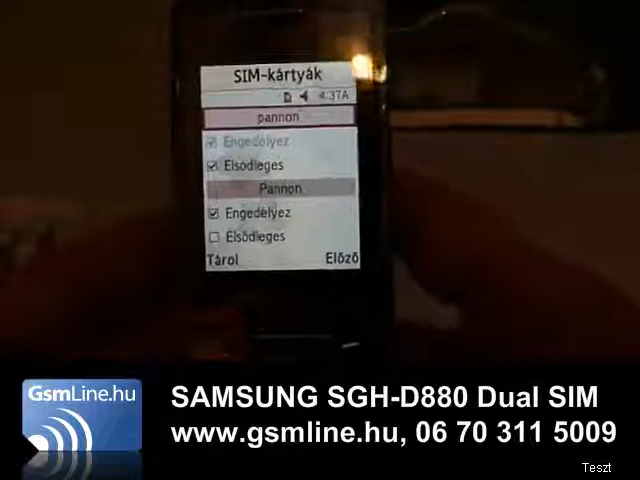 SIM-kártyák
4:37A
pannon
Engedélyez
Elsődleges
Pannon
Engedélyez
Elsődleges
Tárol Előző
GsmLine.hu
SAMSUNG SGH-D880 Dual SIM
www.gsmline.hu, 06 70 311 5009
Teszt